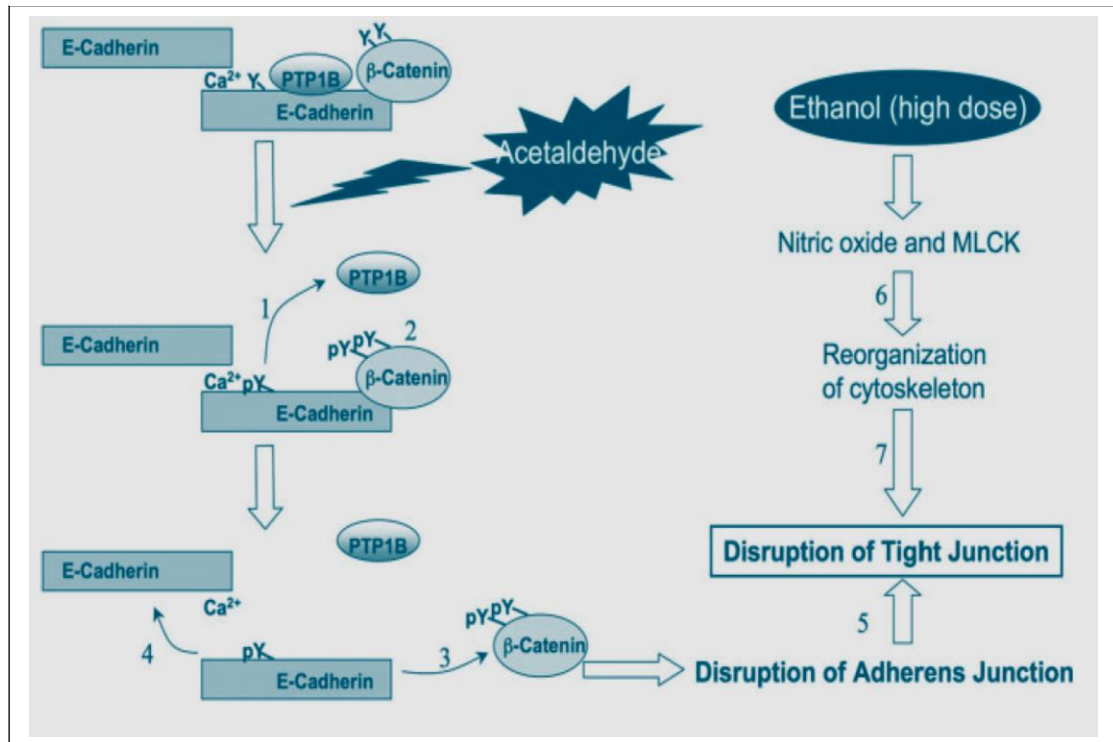 E-Cadherin
Ca²⁺ Y
PTP1B
Y Y
β-Catenin
E-Cadherin
Acetaldehyde
Ethanol (high dose)
Nitric oxide and MLCK
6
Reorganization
of cytoskeleton
7
Disruption of Tight Junction
5
Disruption of Adherens Junction
1
PTP1B
E-Cadherin
Ca²⁺ pY
pY pY
2
β-Catenin
E-Cadherin
PTP1B
E-Cadherin
Ca²⁺
4
pY
E-Cadherin
3
pY pY
β-Catenin